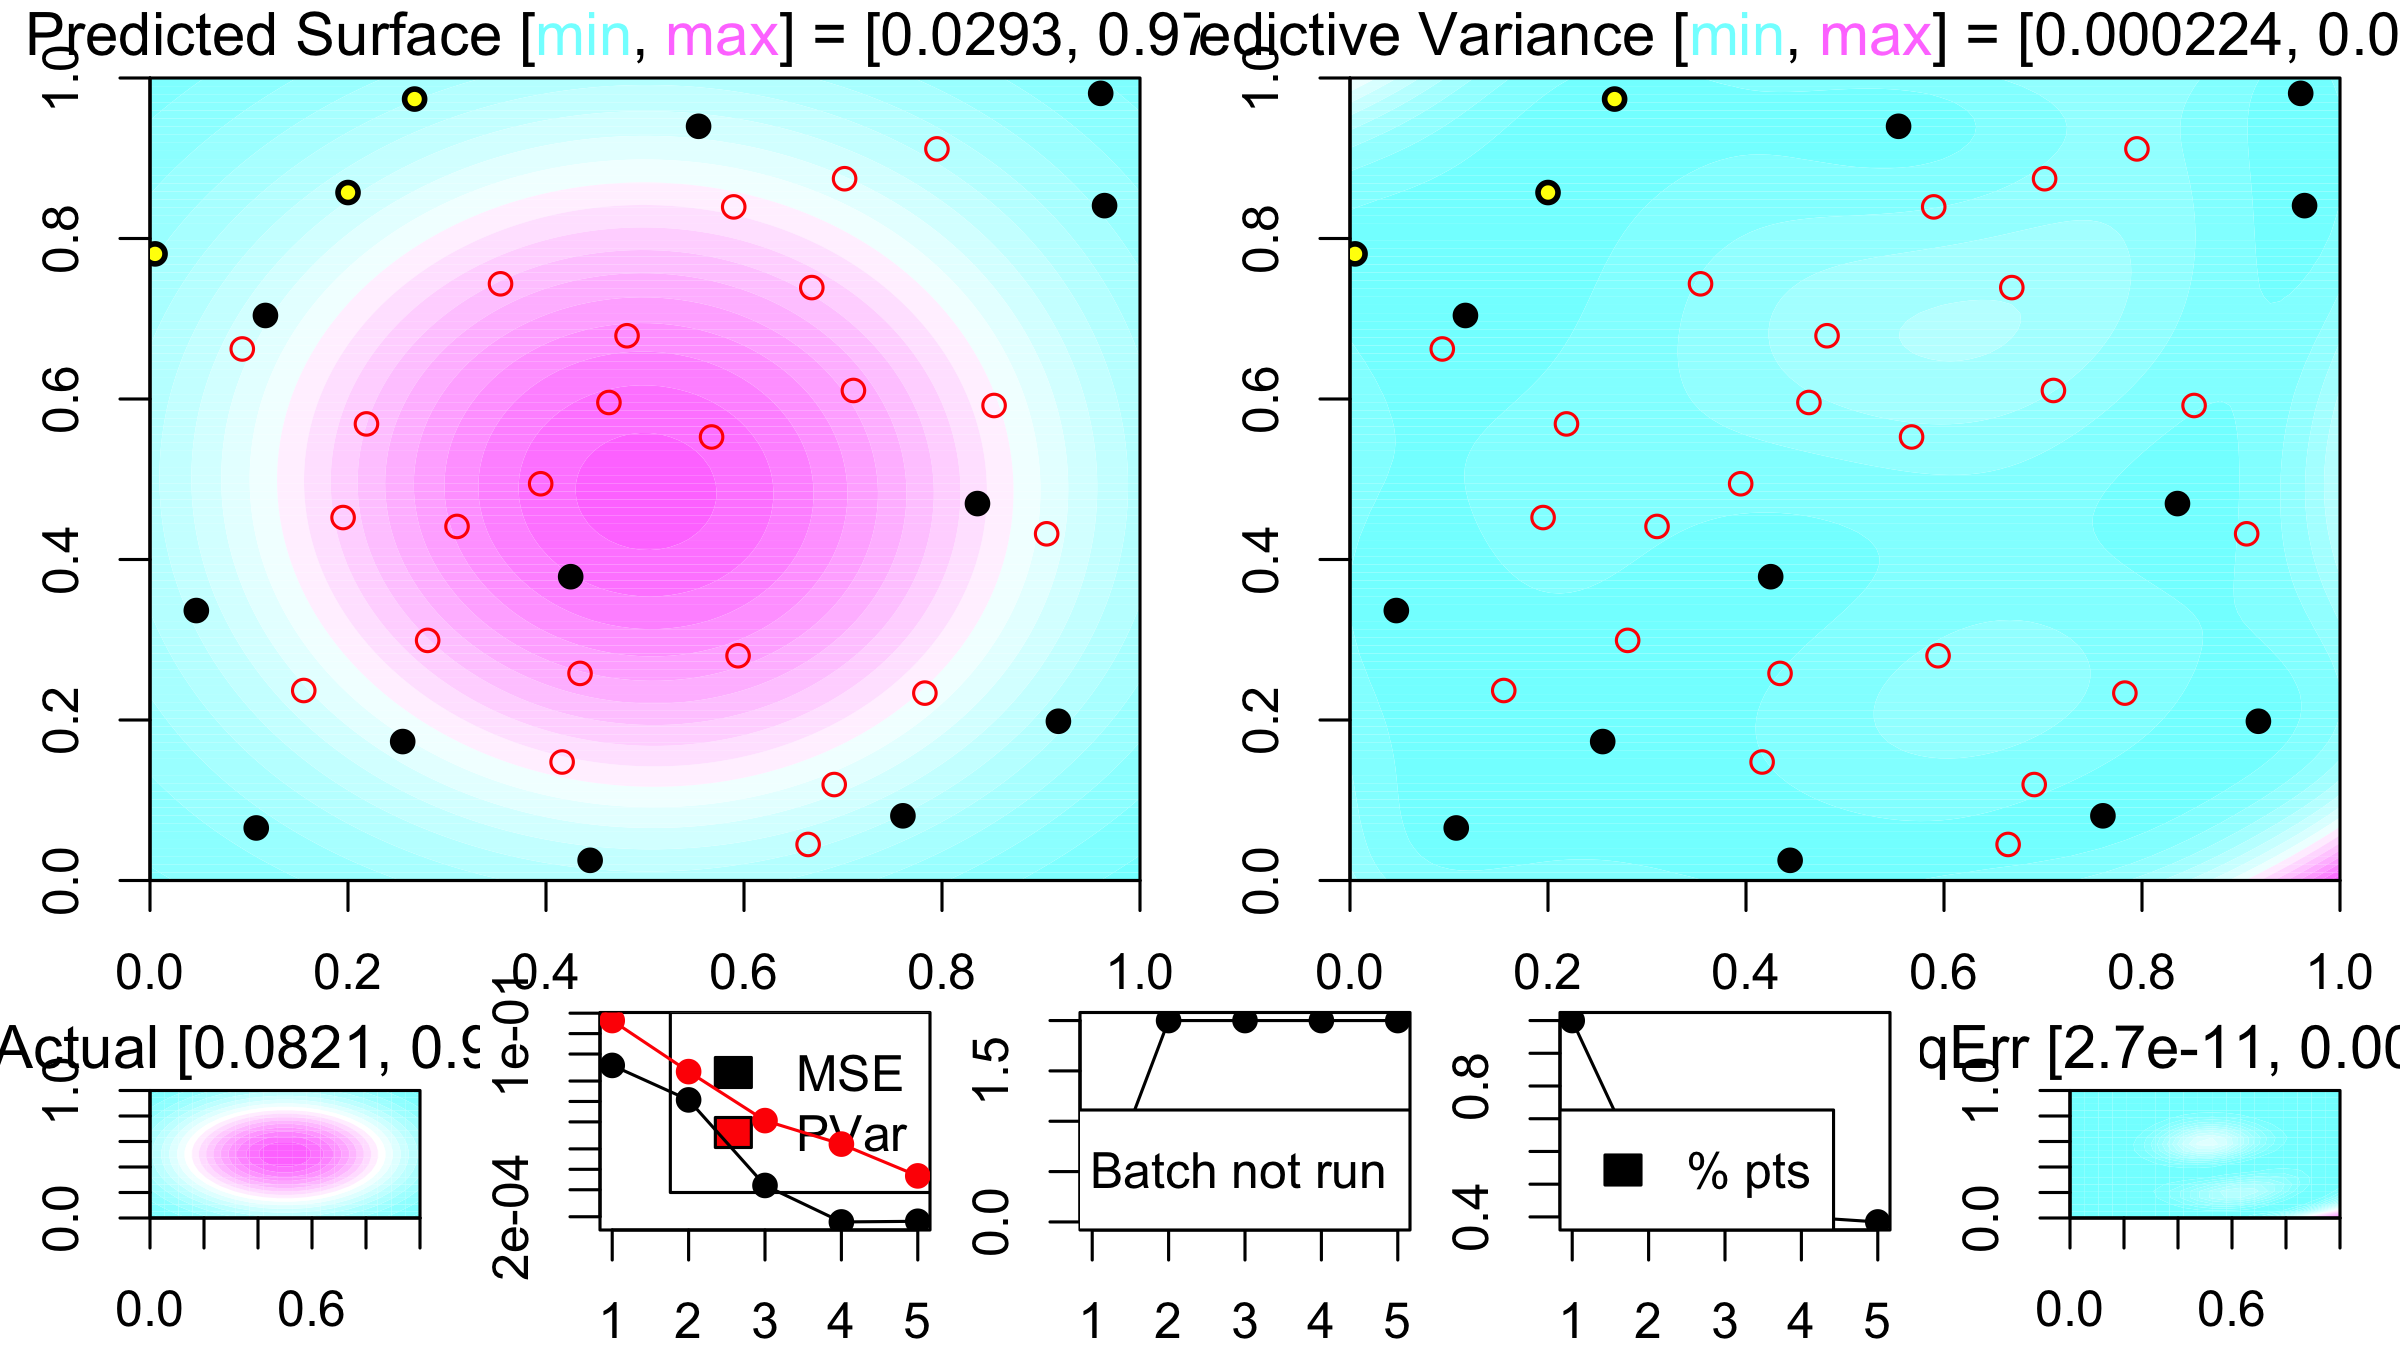 Predicted Surface [min, max] = [0.0293, 0.97
edictive Variance [min, max] = [0.000224, 0.0
1.0
0.8
0.6
0.4
0.2
0.0
0.0 0.2 0.4 0.6 0.8 1.0
1.0
0.8
0.6
0.4
0.2
0.0
0.0 0.2 0.4 0.6 0.8 1.0
Actual [0.0821, 0.9
1.0
0.0
0.0 0.6
1e-01
2e-04
MSE
PVar
1 2 3 4 5
1.5
0.0
Batch not run
1 2 3 4 5
0.8
0.4
% pts
1 2 3 4 5
qErr [2.7e-11, 0.00
1.0
0.0
0.0 0.6